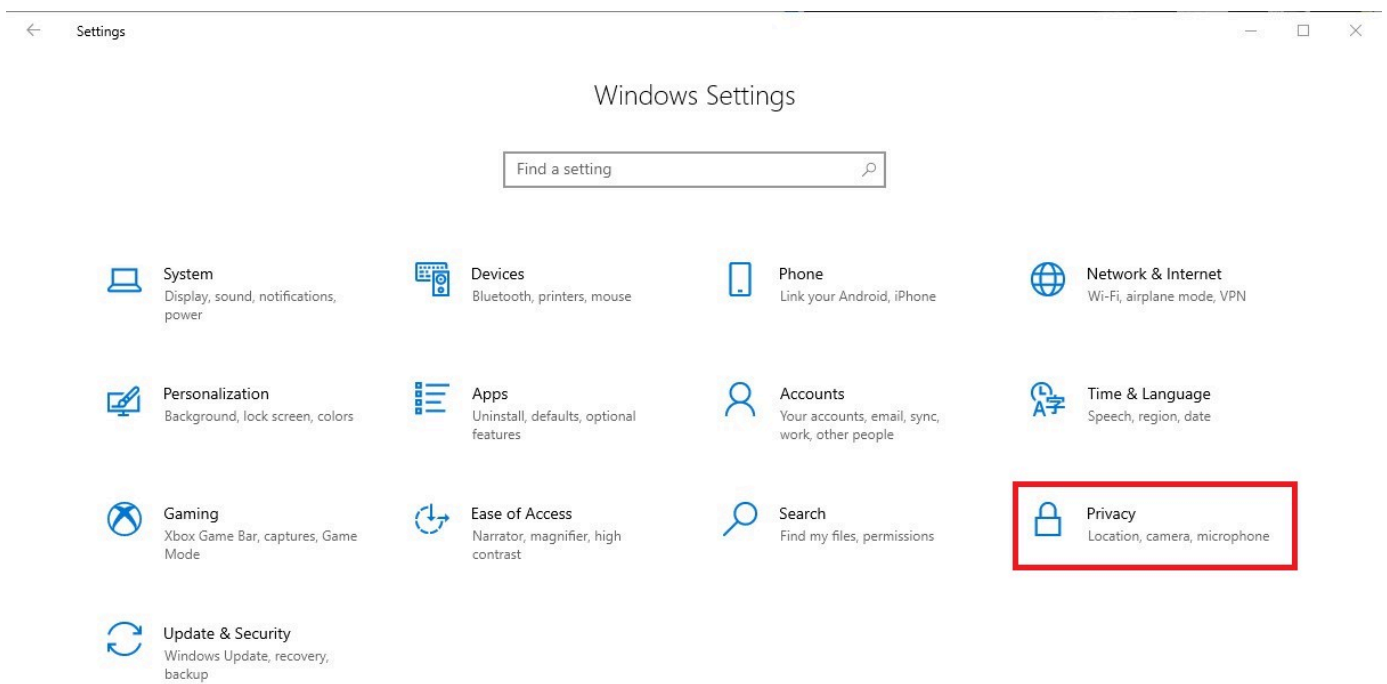 Settings
Windows Settings
Find a setting
System
Display, sound, notifications,
power
Devices
Bluetooth, printers, mouse
Phone
Link your Android, iPhone
Network & Internet
Wi-Fi, airplane mode, VPN
Personalization
Background, lock screen, colors
Apps
Uninstall, defaults, optional
features
Accounts
Your accounts, email, sync,
work, other people
Time & Language
Speech, region, date
Gaming
Xbox Game Bar, captures, Game
Mode
Ease of Access
Narrator, magnifier, high
contrast
Search
Find my files, permissions
Privacy
Location, camera, microphone
Update & Security
Windows Update, recovery,
backup